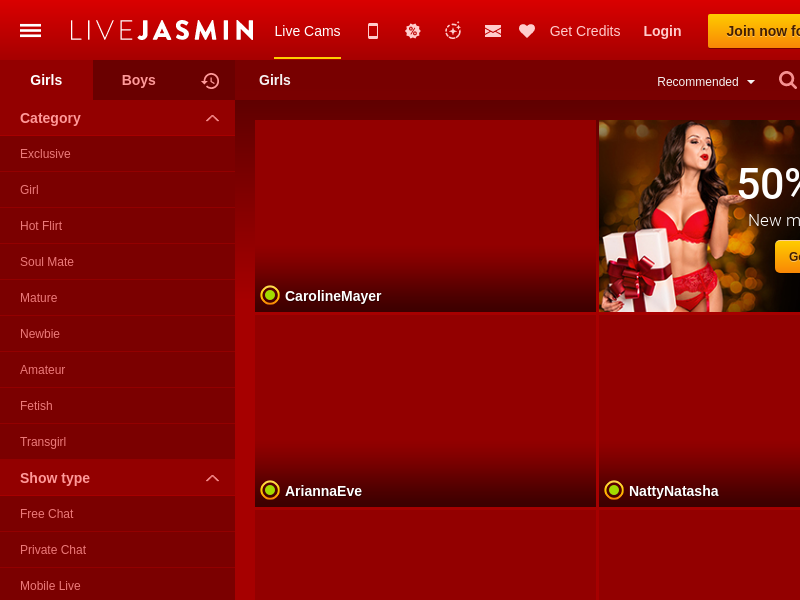 LIVEJASMIN
Live Cams
Get Credits
Login
Join now fo
Girls
Boys
Girls
Recommended
Category
Exclusive
Girl
Hot Flirt
Soul Mate
Mature
Newbie
Amateur
Fetish
Transgirl
Show type
Free Chat
Private Chat
Mobile Live
CarolineMayer
50%
New m
Ge
AriannaEve
NattyNatasha